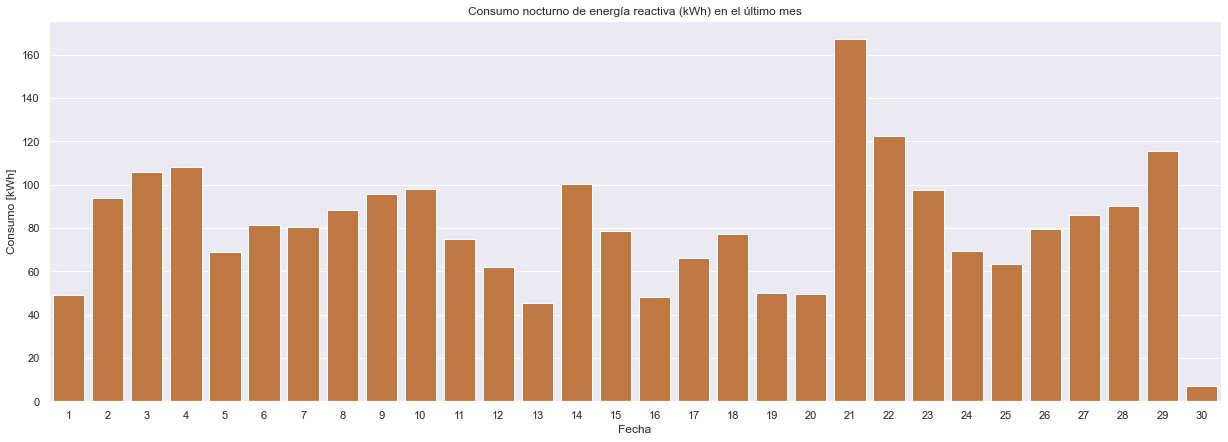 Consumo nocturno de energía reactiva (kWh) en el último mes
Consumo [kWh]
160
140
120
100
80
60
40
20
0
1 2 3 4 5 6 7 8 9 10 11 12 13 14 15 16 17 18 19 20 21 22 23 24 25 26 27 28 29 30
Fecha